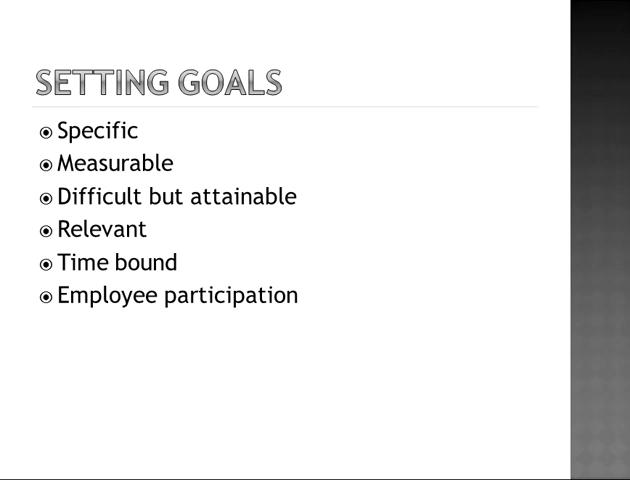 SETTING GOALS
Specific
Measurable
Difficult but attainable
Relevant
Time bound
Employee participation